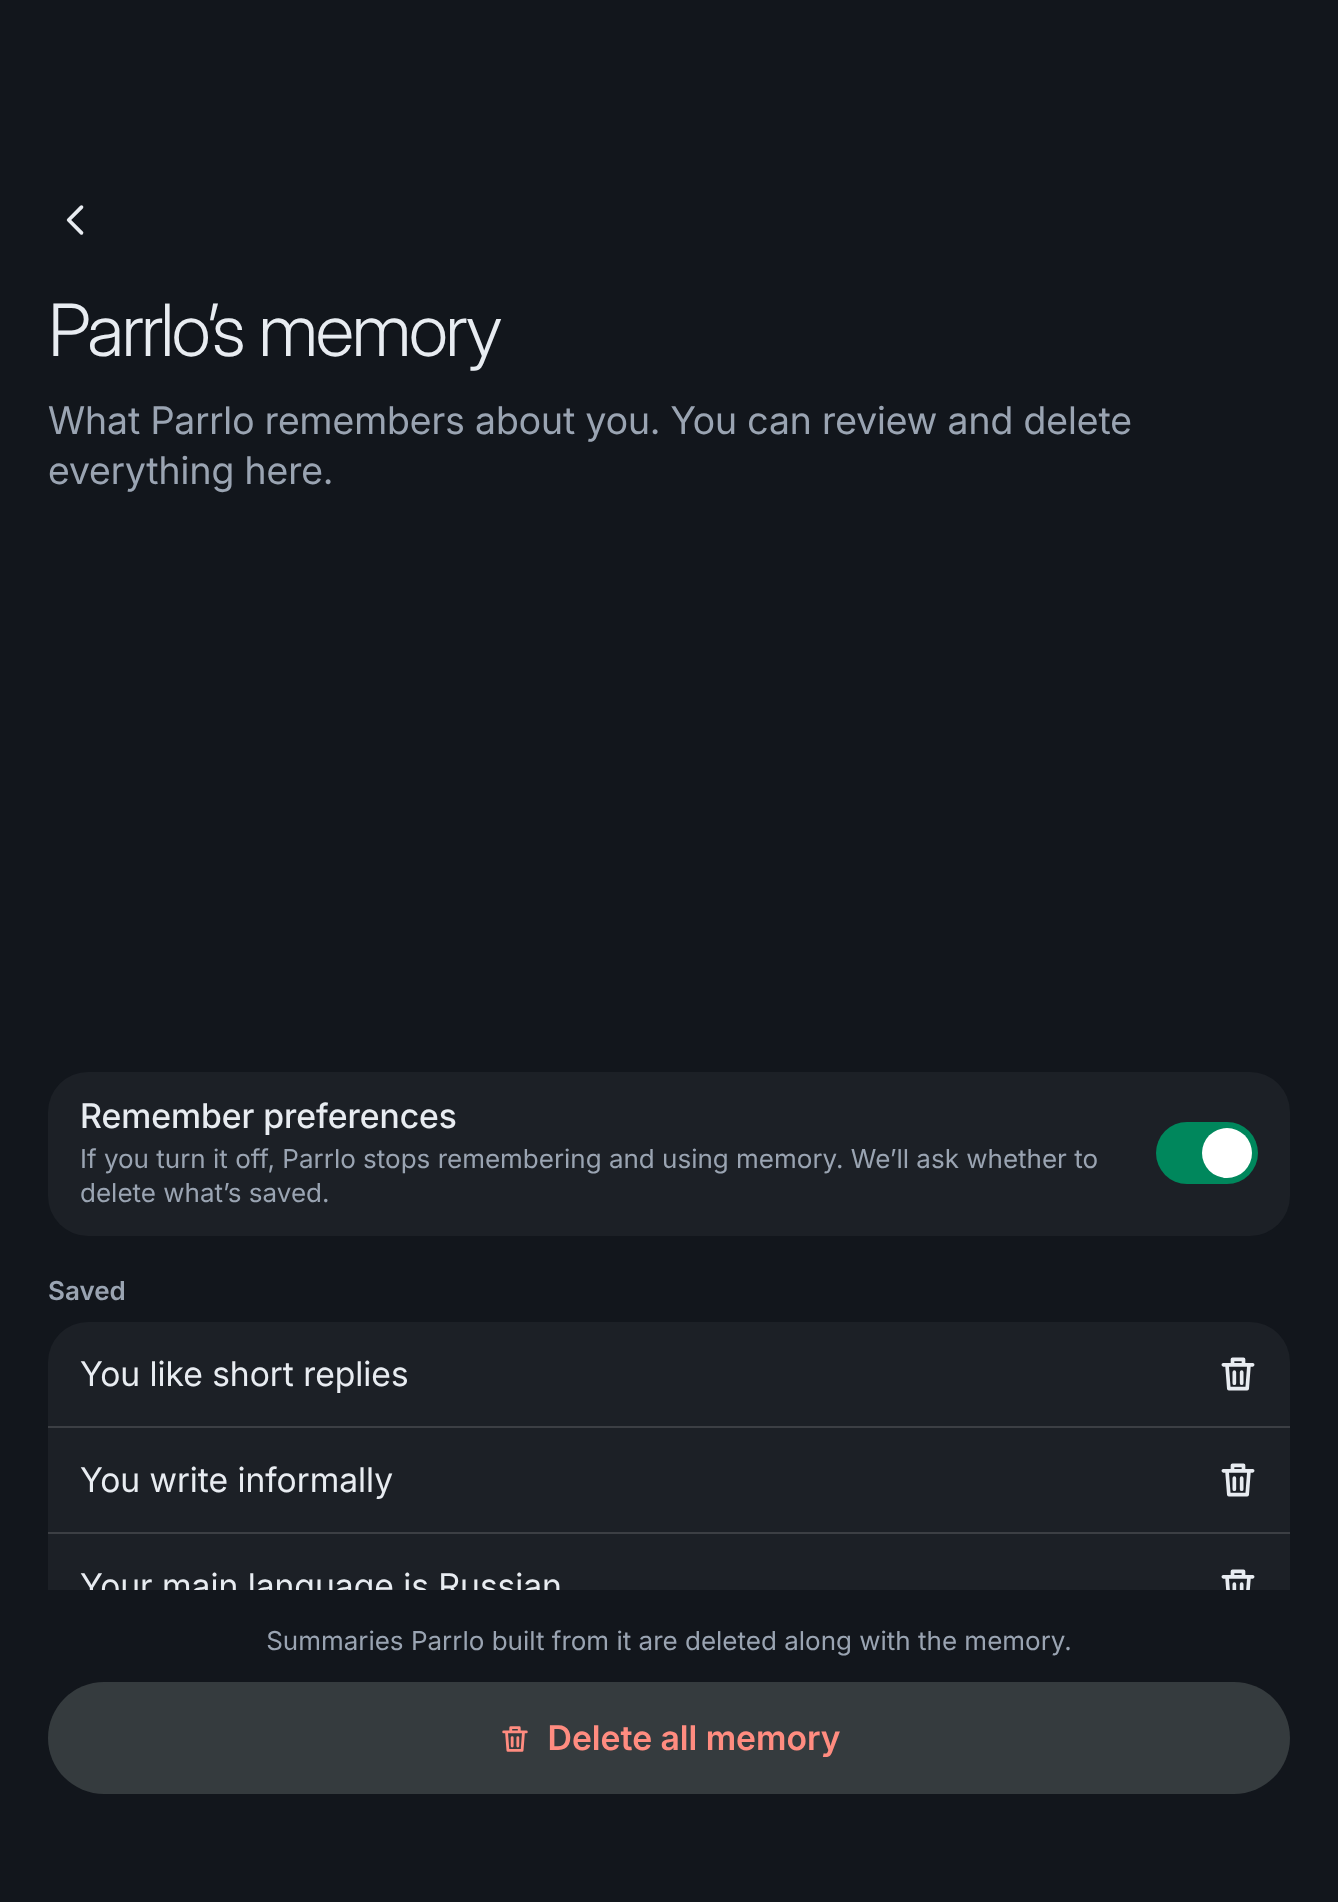 Parrlo’s memory
What Parrlo remembers about you. You can review and delete
everything here.
Remember preferences
If you turn it off, Parrlo stops remembering and using memory. We’ll ask whether to
delete what’s saved.
Saved
You like short replies
You write informally
Your main language is Russian
Summaries Parrlo built from it are deleted along with the memory.
Delete all memory